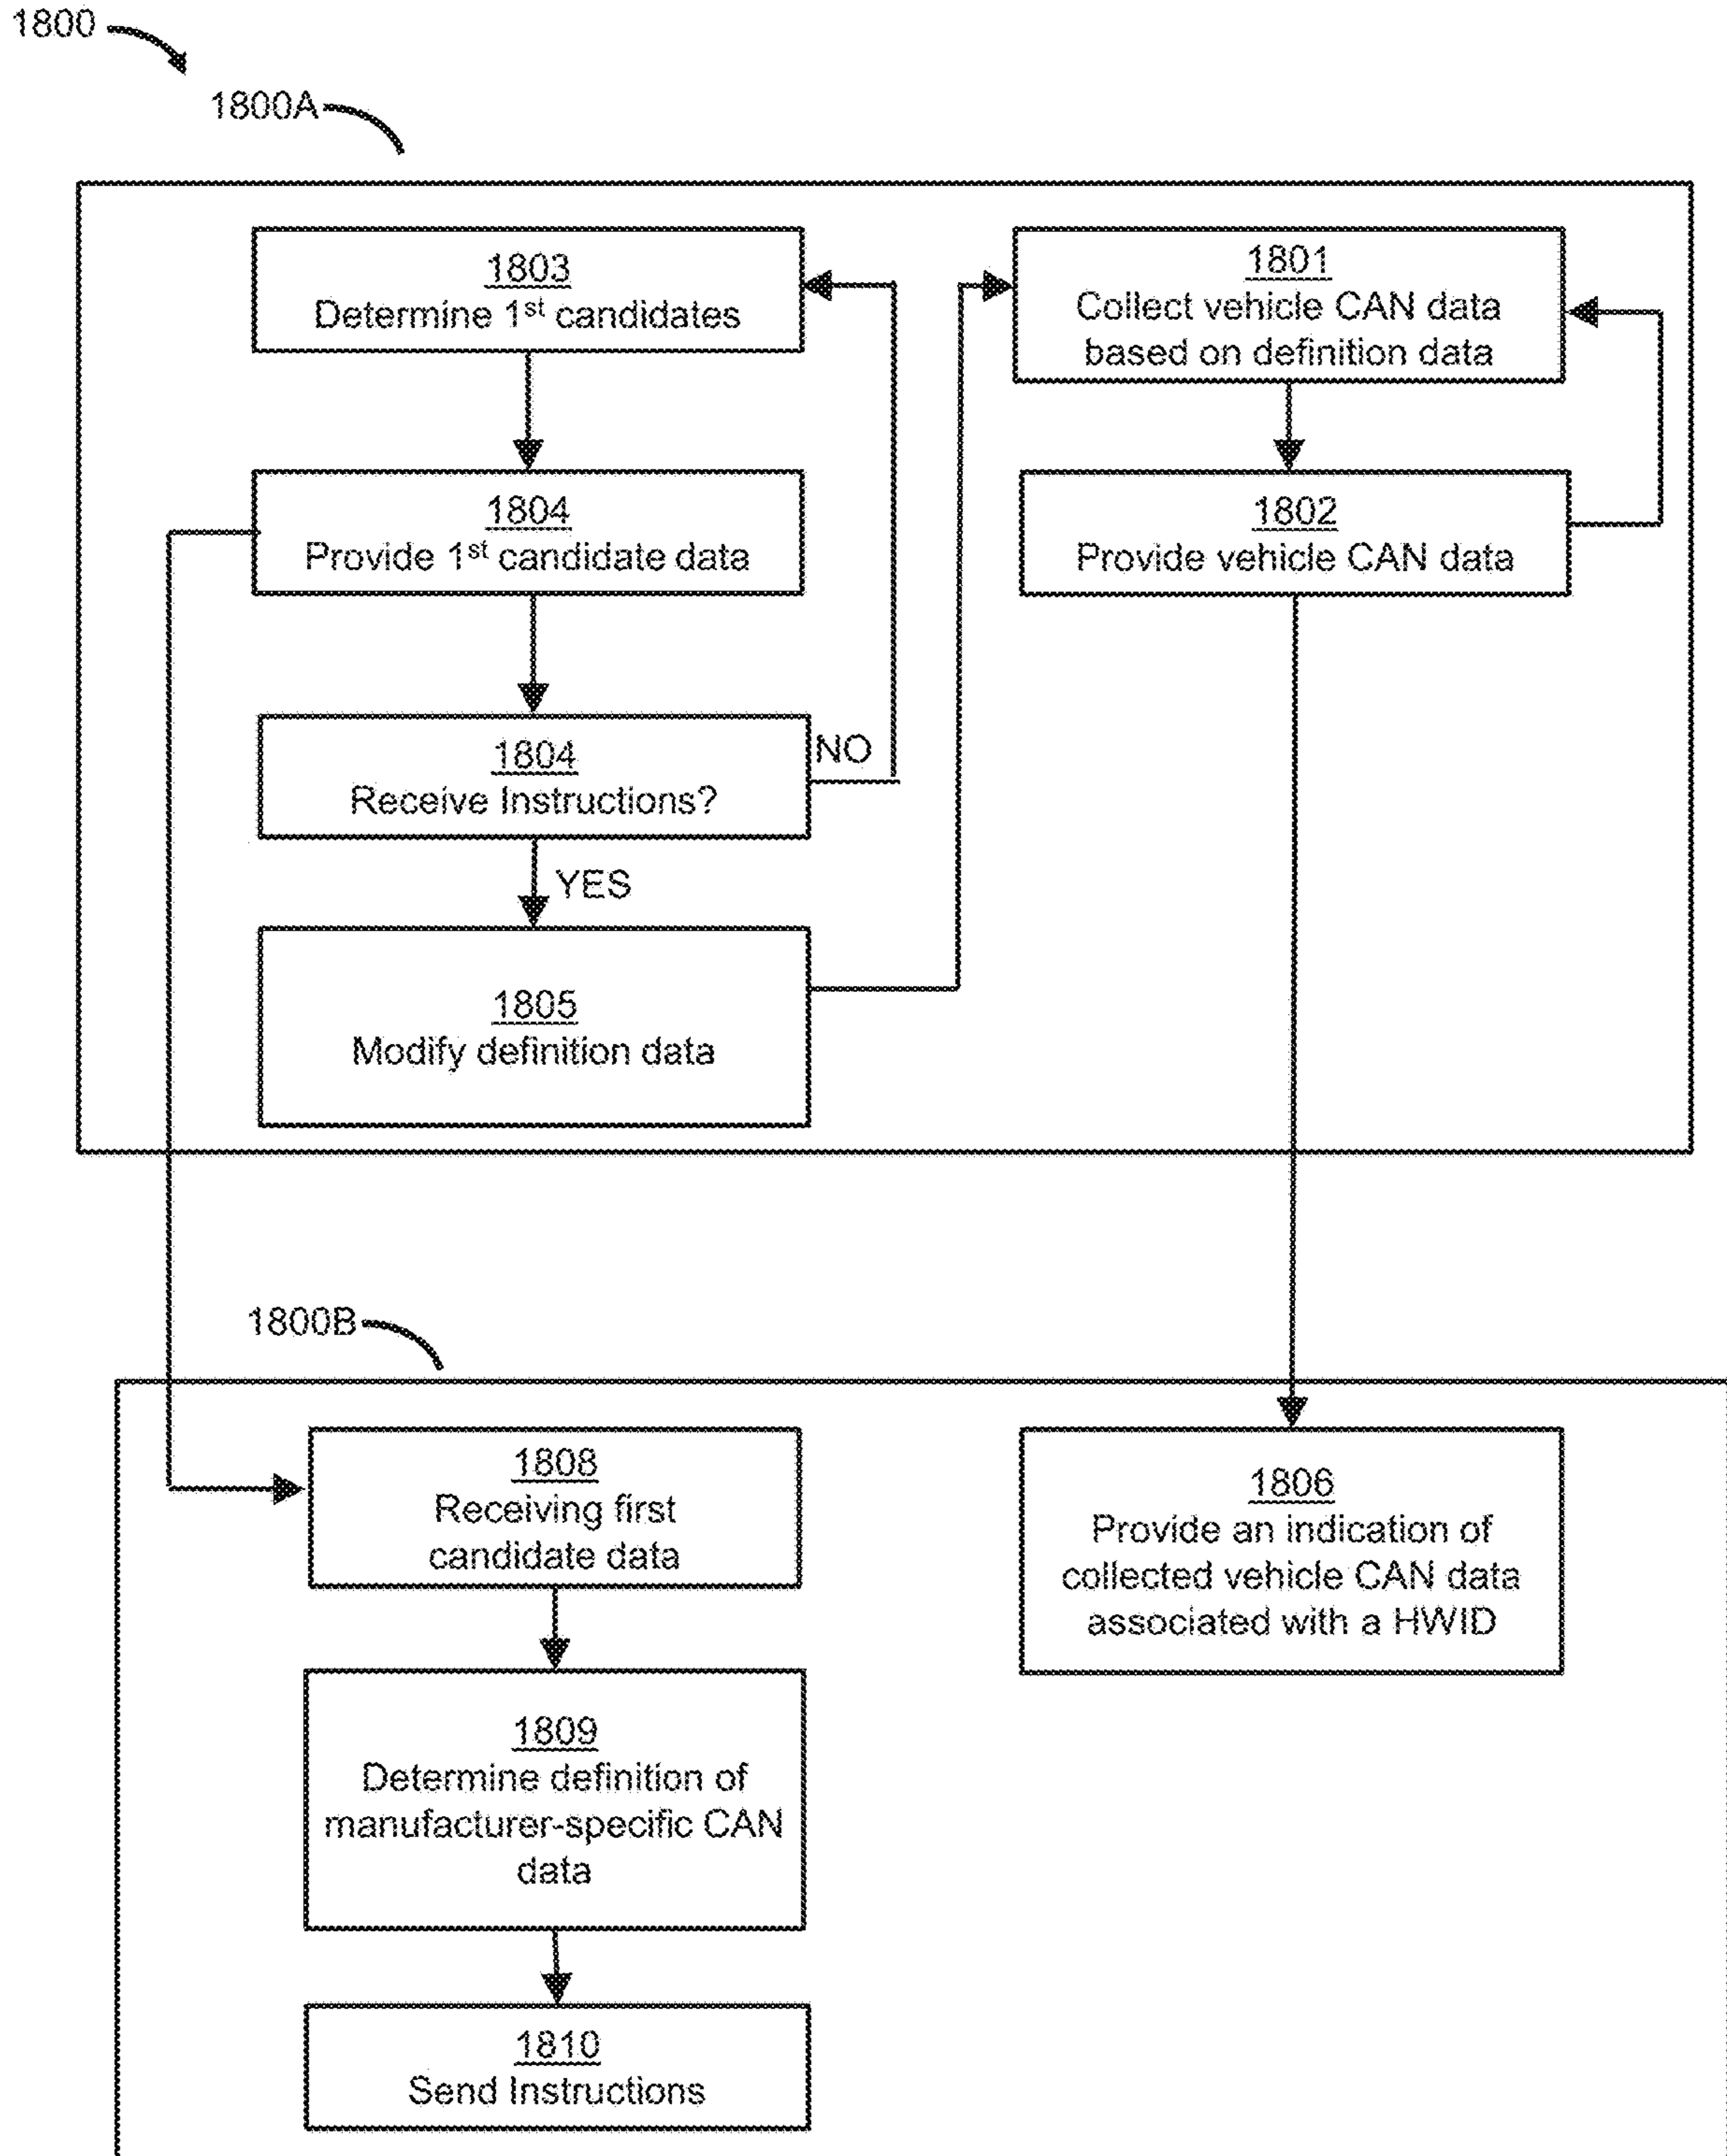 1800
1800A
1803
Determine 1st candidates
1804
Provide 1st candidate data
1804
Receive Instructions?
NO
YES
1805
Modify definition data
1801
Collect vehicle CAN data
based on definition data
1802
Provide vehicle CAN data
1800B
1808
Receiving first
candidate data
1809
Determine definition of
manufacturer-specific CAN
data
1810
Send Instructions
1806
Provide an indication of
collected vehicle CAN data
associated with a HWID